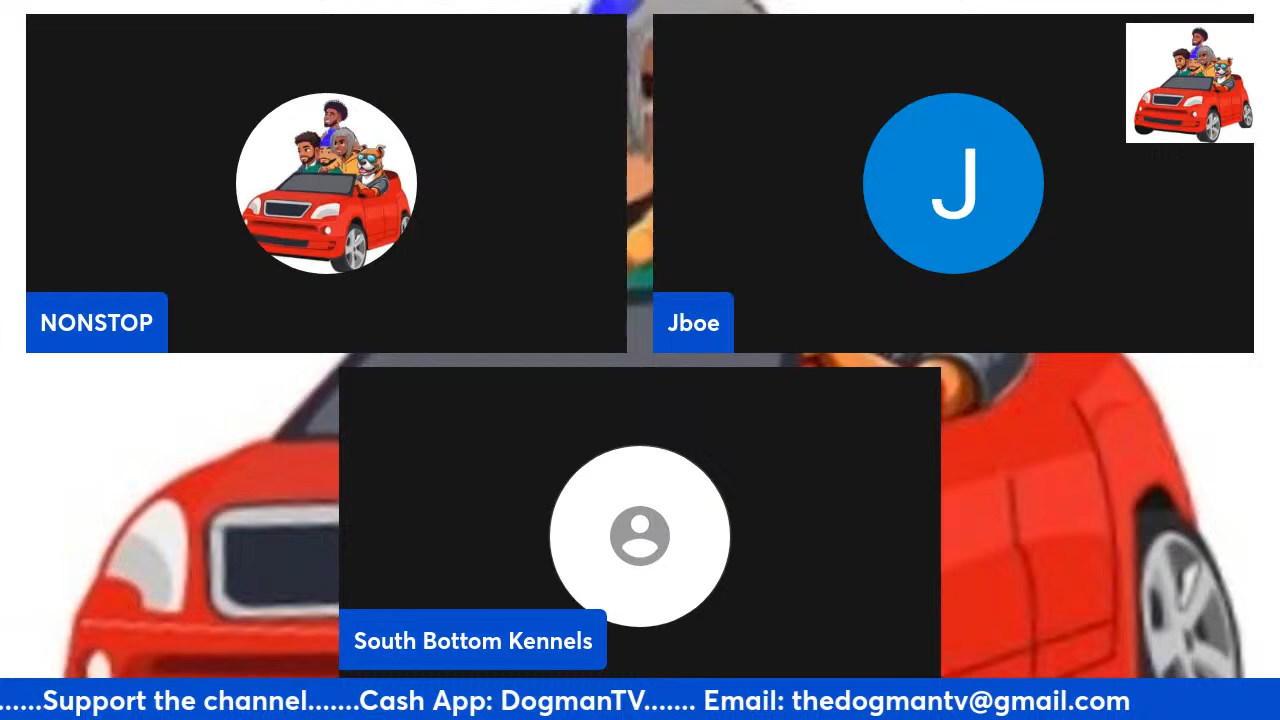 NONSTOP
J
Jboe
South Bottom Kennels
......Support the channel.......Cash App: DogmanTV....... Email: thedogmantv@gmail.com